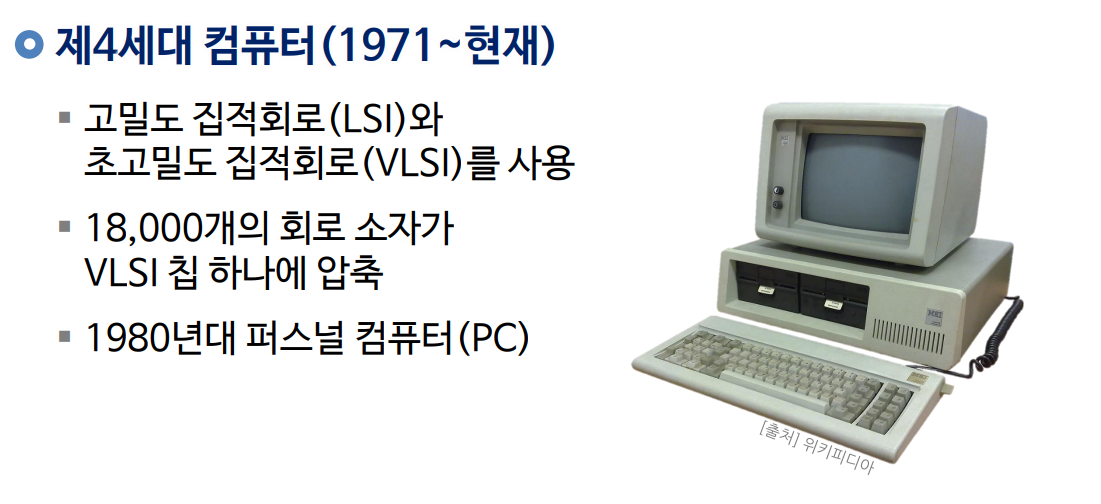 제4세대 컴퓨터(1971~현재)
고밀도 집적회로(LSI)와
초고밀도 집적회로(VLSI)를 사용
18,000개의 회로 소자가
VLSI 칩 하나에 압축
1980년대 퍼스널 컴퓨터(PC)
[출처] 위키피디아